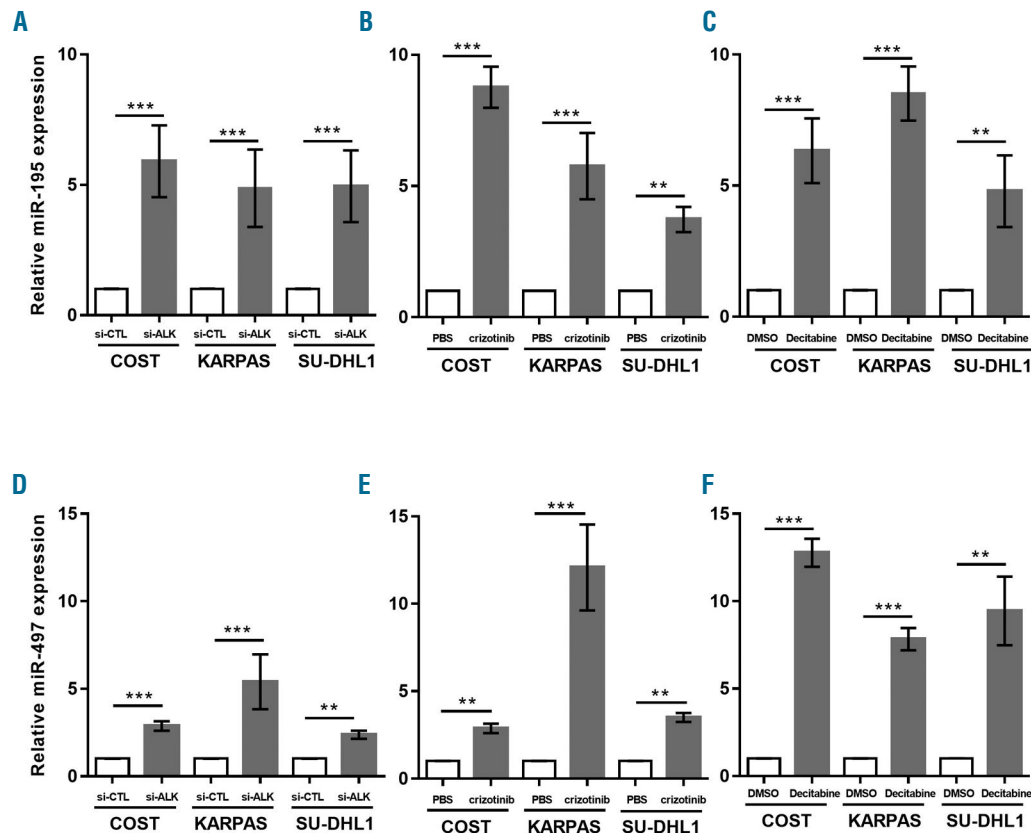 A
B
C
Relative miR-195 expression
10
5
0
***
***
***
si-CTL si-ALK si-CTL si-ALK si-CTL si-ALK
COST KARPAS SU-DHL1
10
5
0
***
***
**
PBS crizotinib PBS crizotinib PBS crizotinib
COST KARPAS SU-DHL1
10
5
0
***
***
**
DMSO Decitabine DMSO Decitabine DMSO Decitabine
COST KARPAS SU-DHL1
D
E
F
Relative miR-497 expression
15
10
5
0
***
***
**
si-CTL si-ALK si-CTL si-ALK si-CTL si-ALK
COST KARPAS SU-DHL1
15
10
5
0
**
***
**
PBS crizotinib PBS crizotinib PBS crizotinib
COST KARPAS SU-DHL1
15
10
5
0
***
***
**
DMSO Decitabine DMSO Decitabine DMSO Decitabine
COST KARPAS SU-DHL1